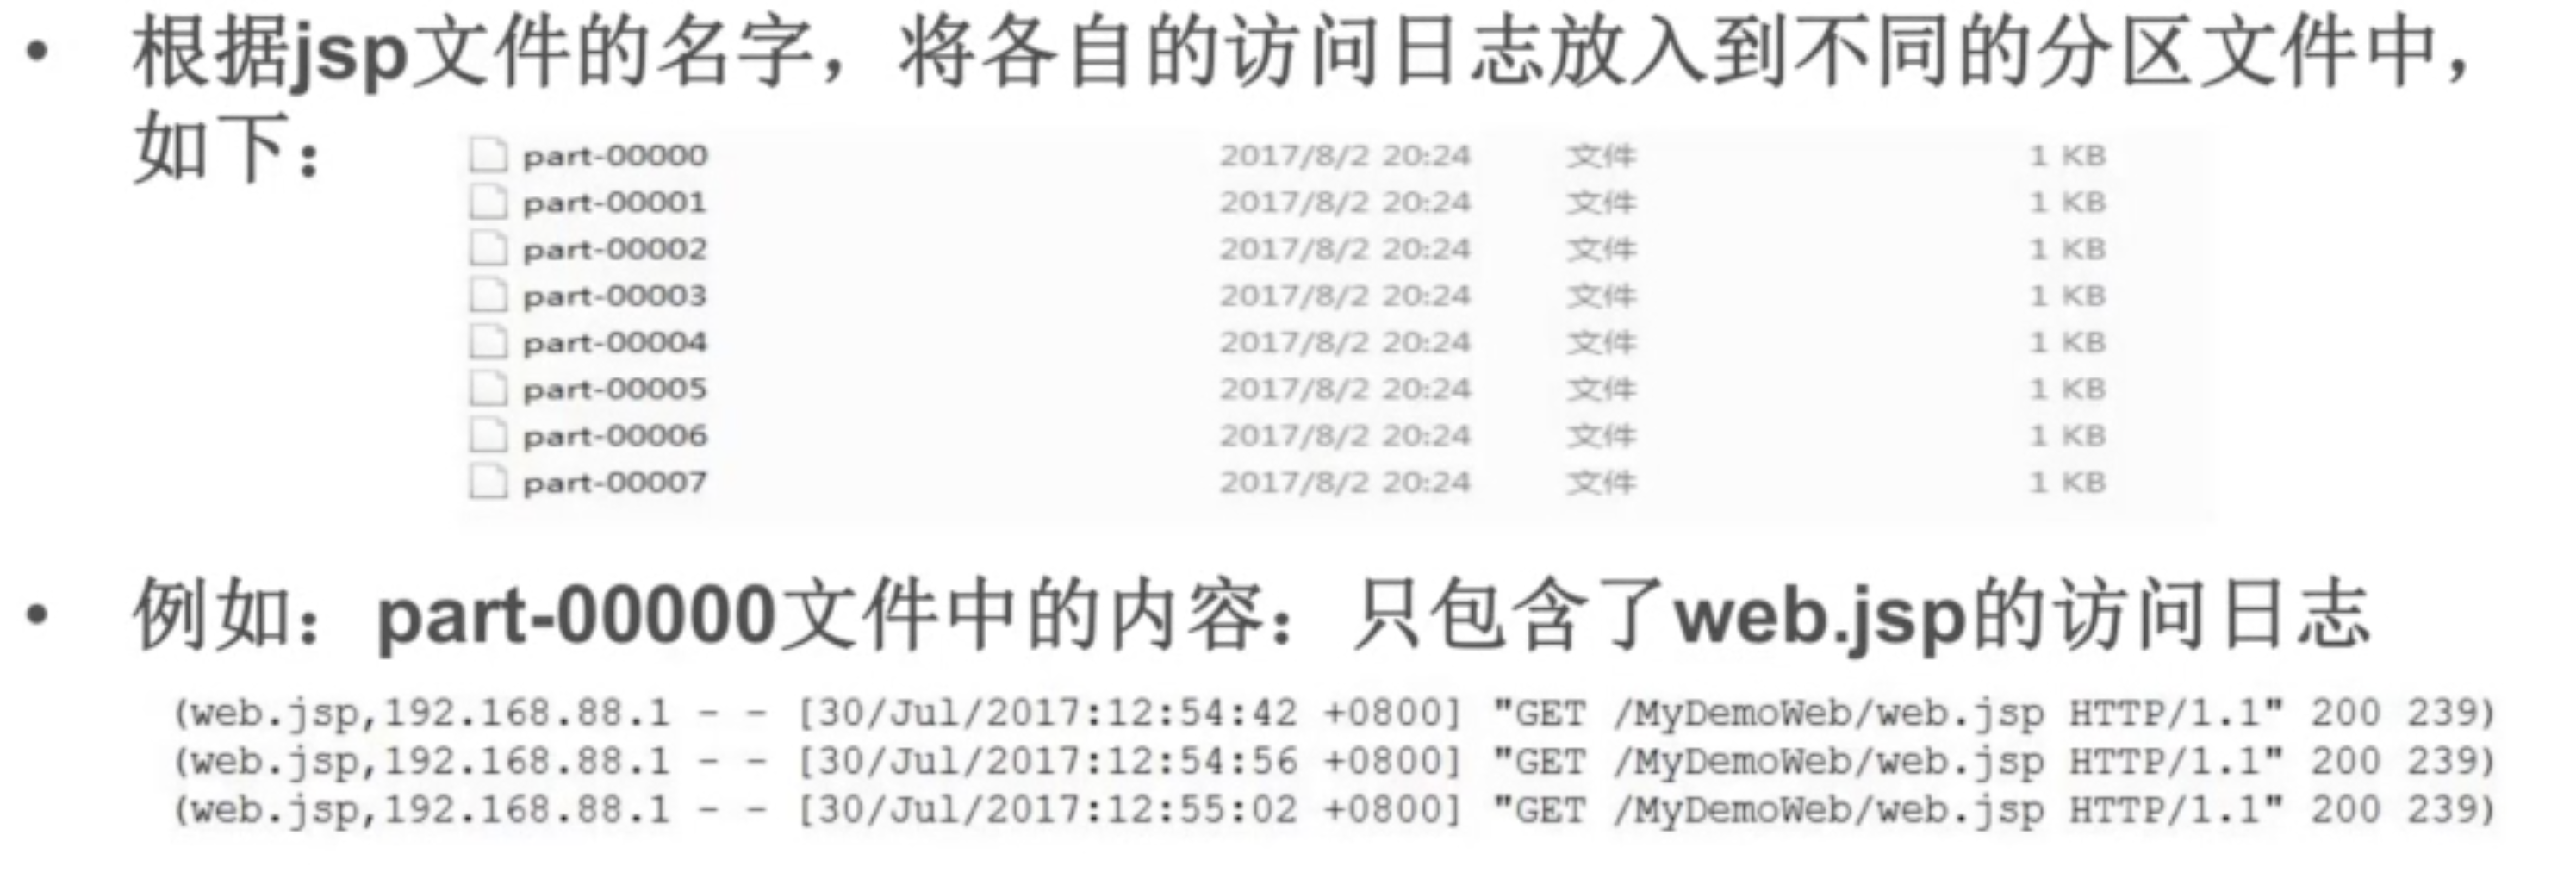 • 根据jsp文件的名字，将各自的访问日志放入到不同的分区文件中，
如下：
part-00000 2017/8/2 20:24 文件 1 KB
part-00001 2017/8/2 20:24 文件 1 KB
part-00002 2017/8/2 20:24 文件 1 KB
part-00003 2017/8/2 20:24 文件 1 KB
part-00004 2017/8/2 20:24 文件 1 KB
part-00005 2017/8/2 20:24 文件 1 KB
part-00006 2017/8/2 20:24 文件 1 KB
part-00007 2017/8/2 20:24 文件 1 KB
• 例如：part-00000文件中的内容：只包含了web.jsp的访问日志
(web.jsp,192.168.88.1 - - [30/Jul/2017:12:54:42 +0800] "GET /MyDemoWeb/web.jsp HTTP/1.1" 200 239)
(web.jsp,192.168.88.1 - - [30/Jul/2017:12:54:56 +0800] "GET /MyDemoWeb/web.jsp HTTP/1.1" 200 239)
(web.jsp,192.168.88.1 - - [30/Jul/2017:12:55:02 +0800] "GET /MyDemoWeb/web.jsp HTTP/1.1" 200 239)